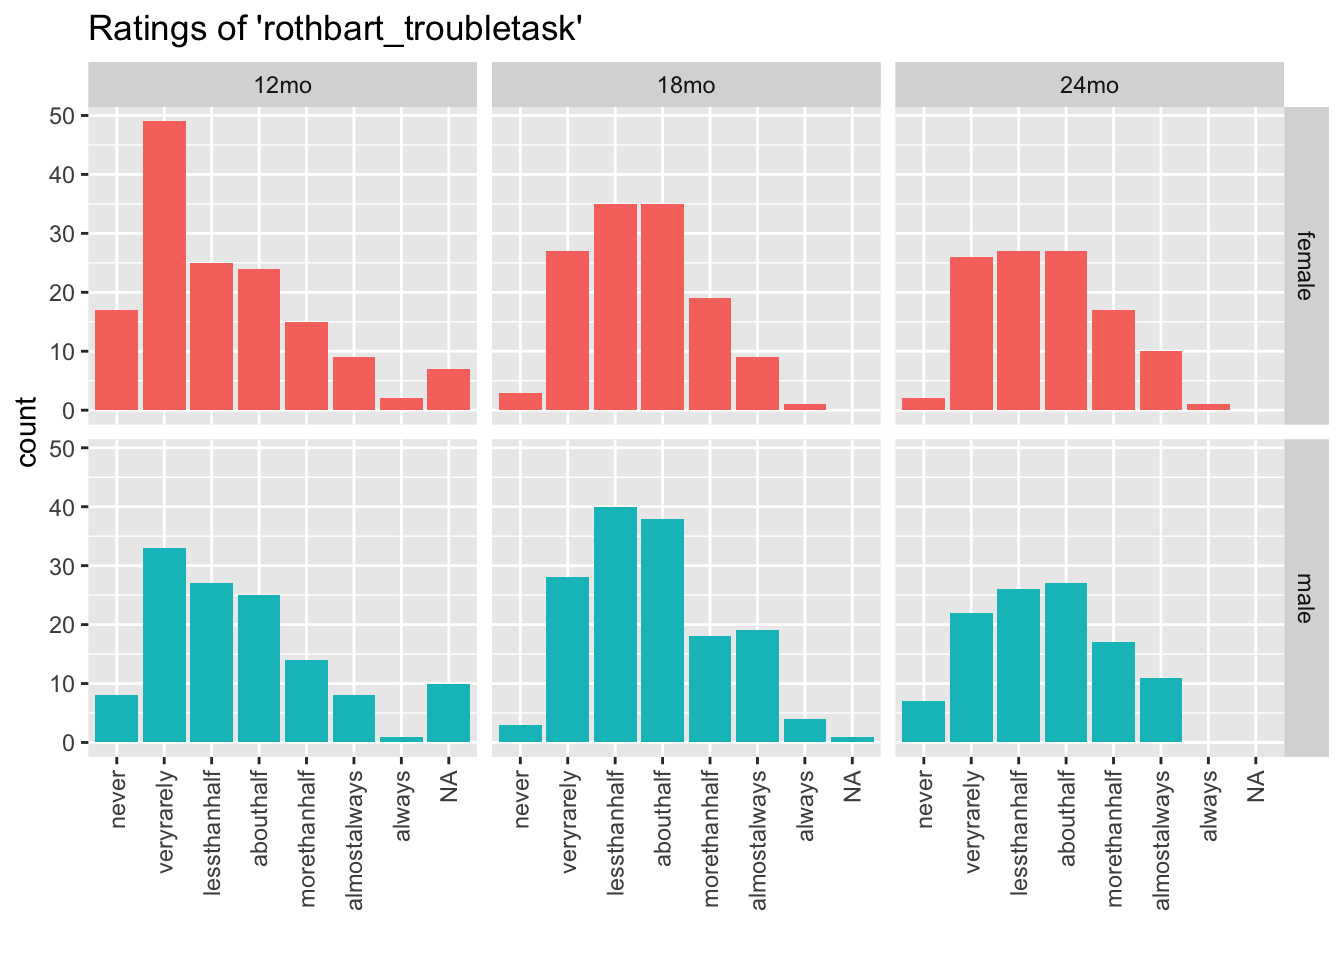 Ratings of 'rothbart_troubletask'
12mo 18mo 24mo
50
40
30
20
10
0
female
count
50
40
30
20
10
0
male
never veryrarely lessthanhalf abouthalf morethanhalf almostalways always NA never veryrarely lessthanhalf abouthalf morethanhalf almostalways always NA never veryrarely lessthanhalf abouthalf morethanhalf almostalways always NA